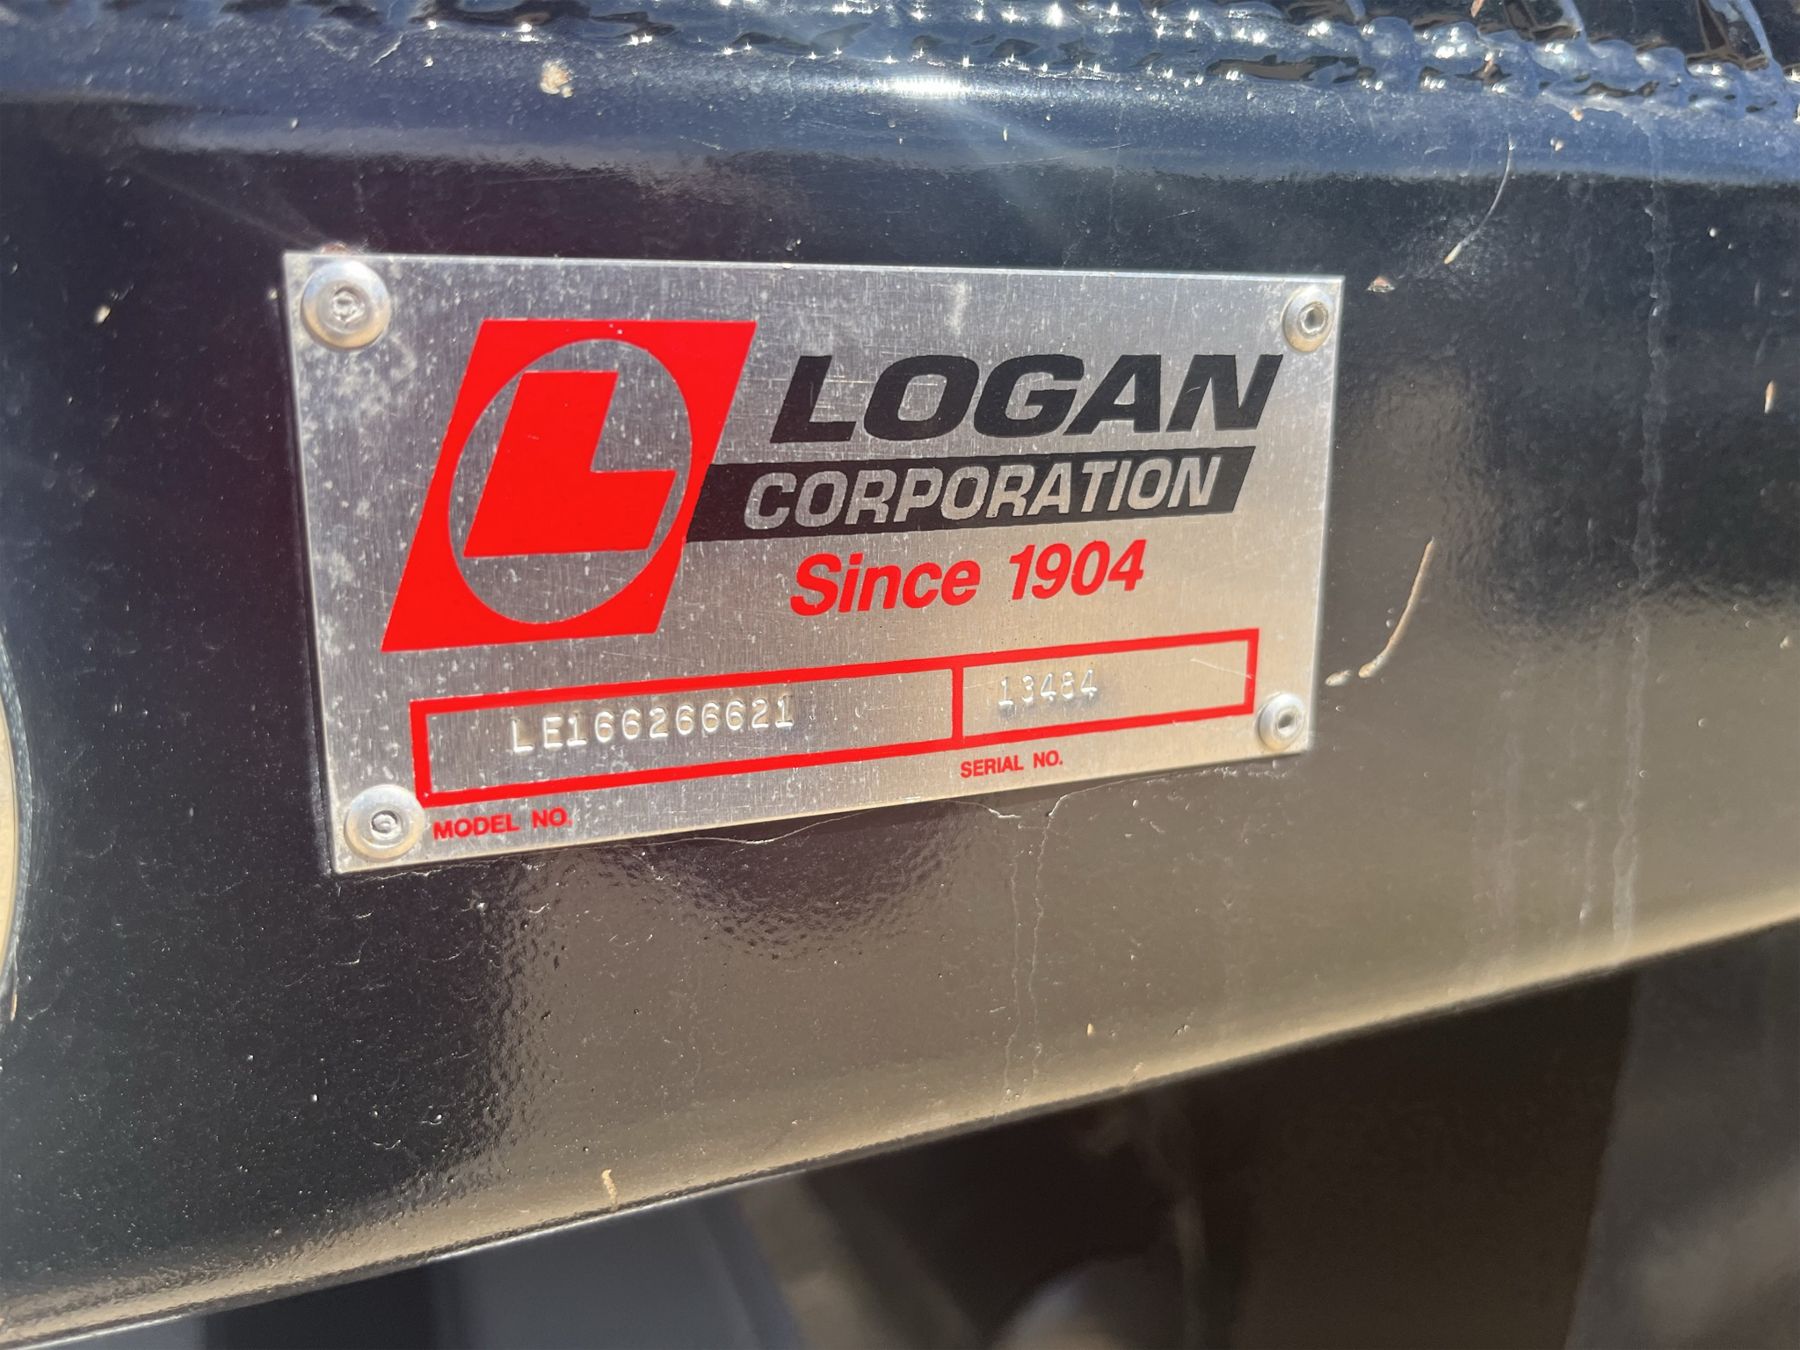 L
LOGAN
CORPORATION
Since 1904
LE166266621
13484
MODEL NO.
SERIAL NO.